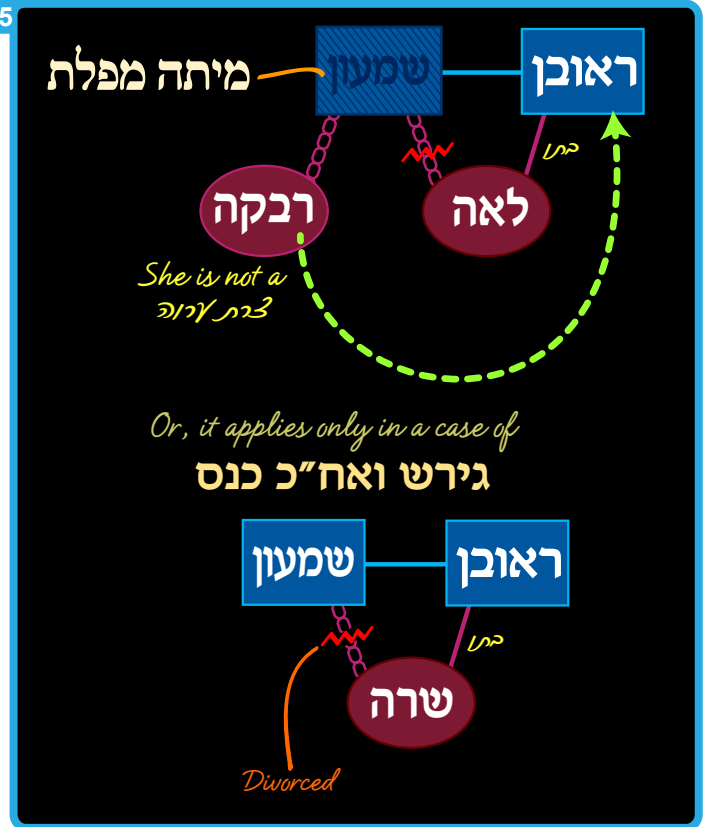 5
מיתה מפלת
שמעון
ראובן
בתו
רבקה
לאה
She is not a
צרת ערוה
Or, it applies only in a case of
גירש ואח״כ כנס
שמעון
ראובן
בתו
שרה
Divorced